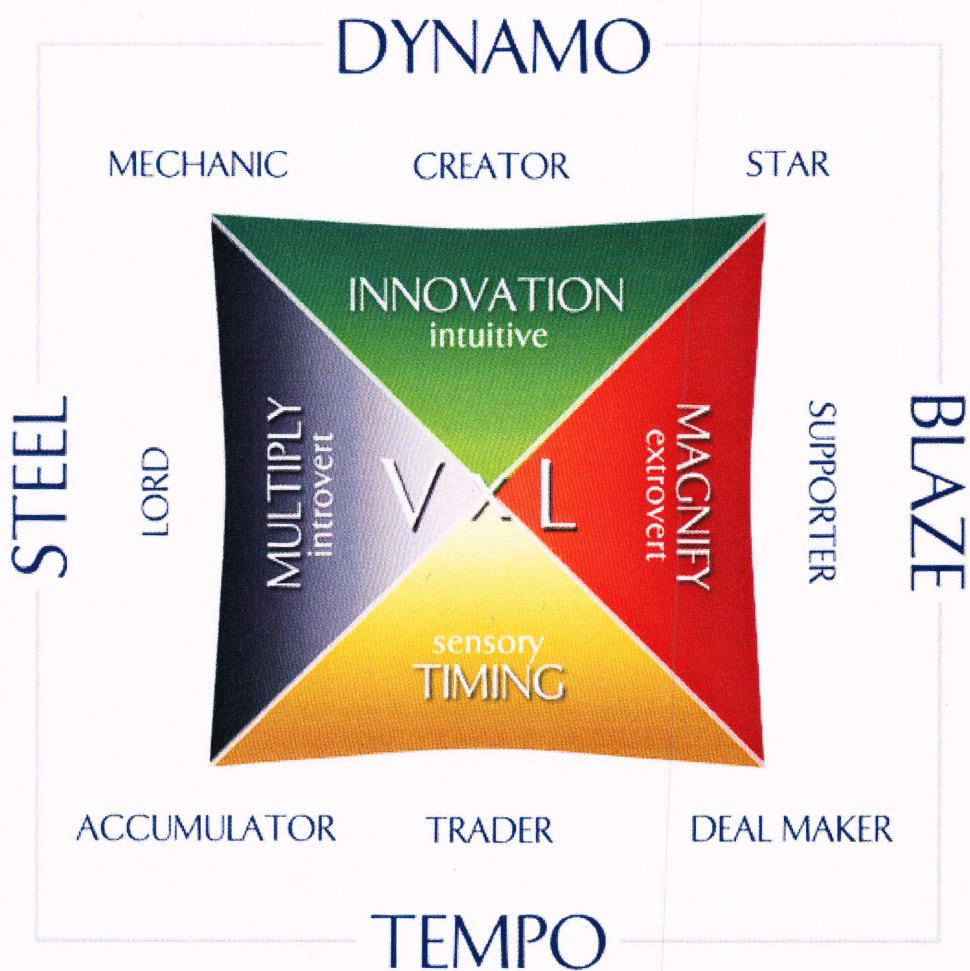 DYNAMO
MECHANIC
CREATOR
STAR
INNOVATION
intuitive
STEEL
LORD
MULTIPLY
introvert
V X L
MAGNIFY
extrovert
SUPPORTER
BLAZE
sensory
TIMING
ACCUMULATOR
TRADER
DEAL MAKER
TEMPO